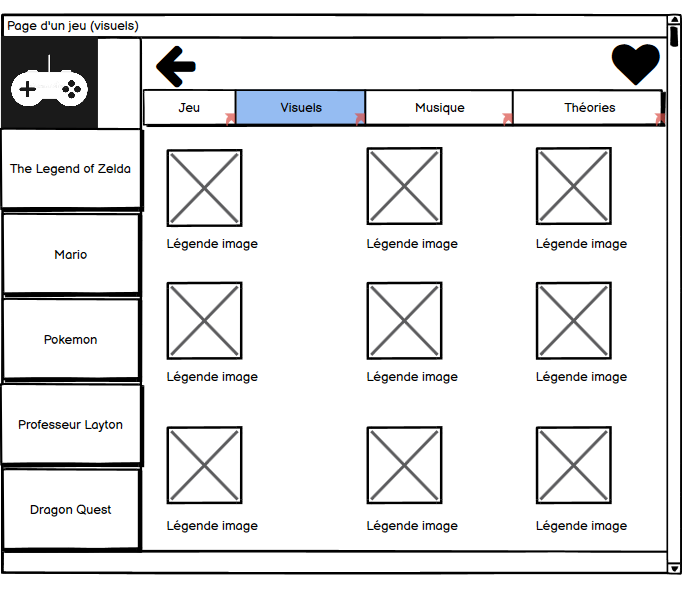 Page d'un jeu (visuels)
Jeu
Visuels
Musique
Théories
The Legend of Zelda
Mario
Pokemon
Professeur Layton
Dragon Quest
Légende image
Légende image
Légende image
Légende image
Légende image
Légende image
Légende image
Légende image
Légende image